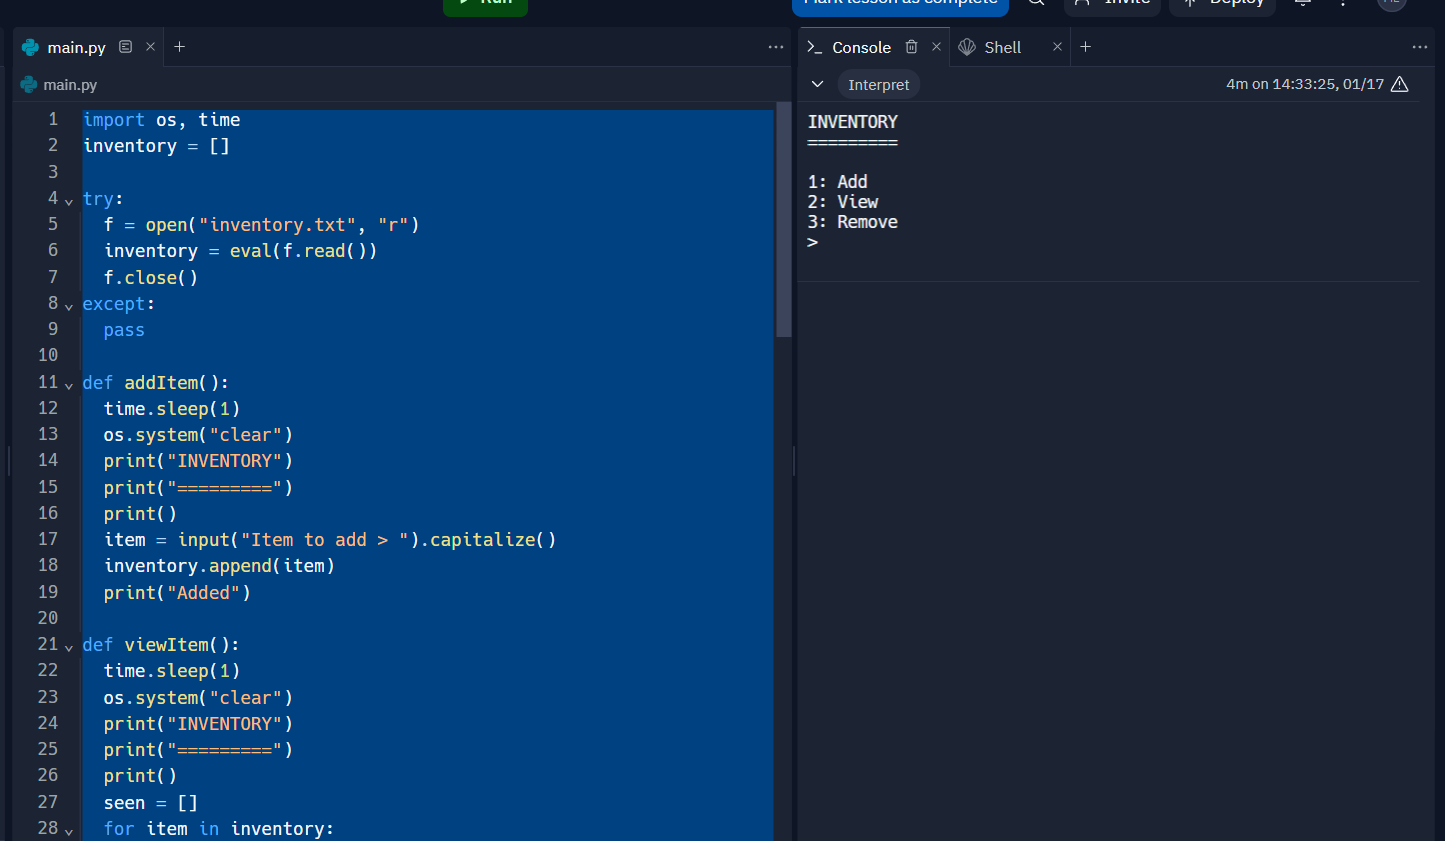 Run
Mark lesson as complete
Invite
Deploy
main.py
Console
Shell
main.py
Interpret
4m on 14:33:25, 01/17
1 import os, time
2 inventory = []
3
4 try:
5   f = open("inventory.txt", "r")
6   inventory = eval(f.read())
7   f.close()
8 except:
9   pass
10
11 def addItem():
12   time.sleep(1)
13   os.system("clear")
14   print("INVENTORY")
15   print("=========")
16   print()
17   item = input("Item to add > ").capitalize()
18   inventory.append(item)
19   print("Added")
20
21 def viewItem():
22   time.sleep(1)
23   os.system("clear")
24   print("INVENTORY")
25   print("=========")
26   print()
27   seen = []
28   for item in inventory:
INVENTORY
=========
1: Add
2: View
3: Remove
>